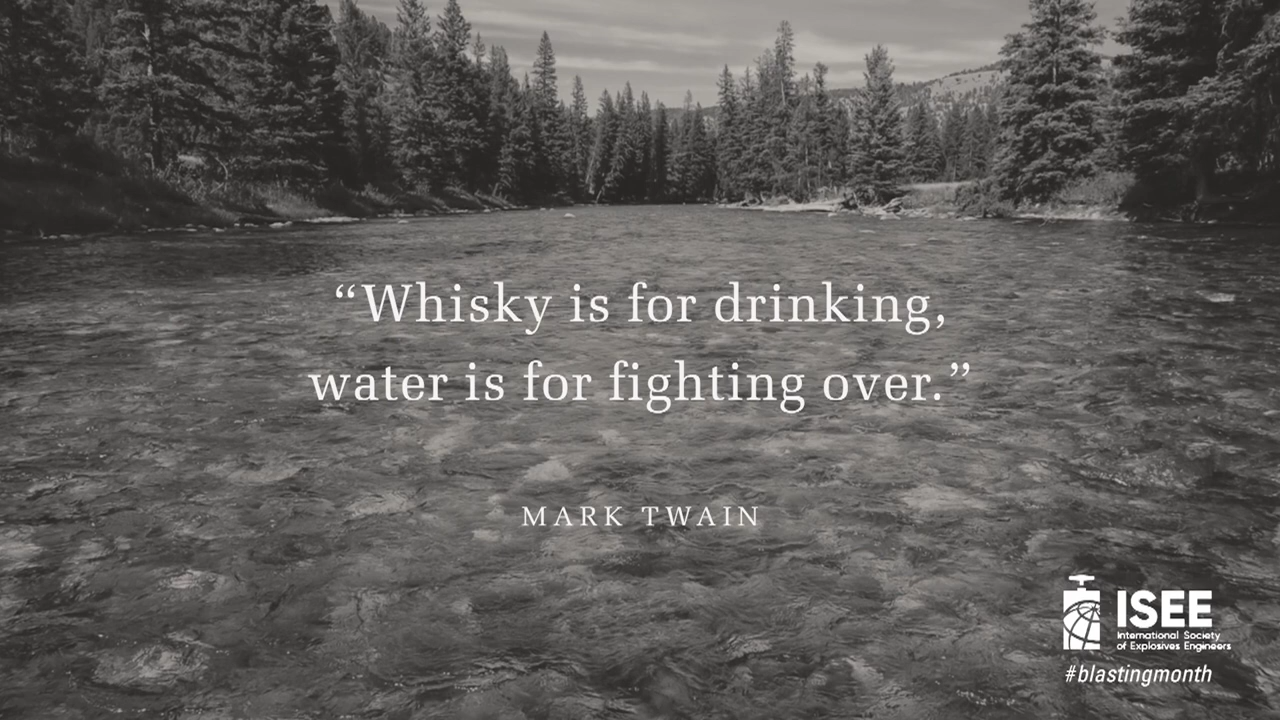 “Whisky is for drinking,
water is for fighting over.”
MARK TWAIN
ISEE
International Society
of Explosives Engineers
#blastingmonth